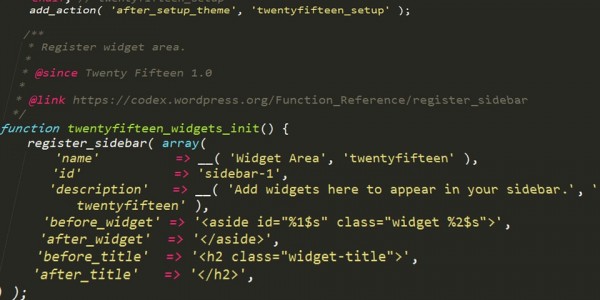 add_action( 'after_setup_theme', 'twentyfifteen_setup' );
/**
* Register widget area.
*
* @since Twenty Fifteen 1.0
*
* @link https://codex.wordpress.org/Function_Reference/register_sidebar
*/
function twentyfifteen_widgets_init() {
register_sidebar( array(
'name' => __( 'Widget Area', 'twentyfifteen' ),
'id' => 'sidebar-1',
'description' => __( 'Add widgets here to appear in your sidebar.', '
twentyfifteen' ),
'before_widget' => '<aside id="%1$s" class="widget %2$s">',
'after_widget' => '</aside>',
'before_title' => '<h2 class="widget-title">',
'after_title' => '</h2>',
) );